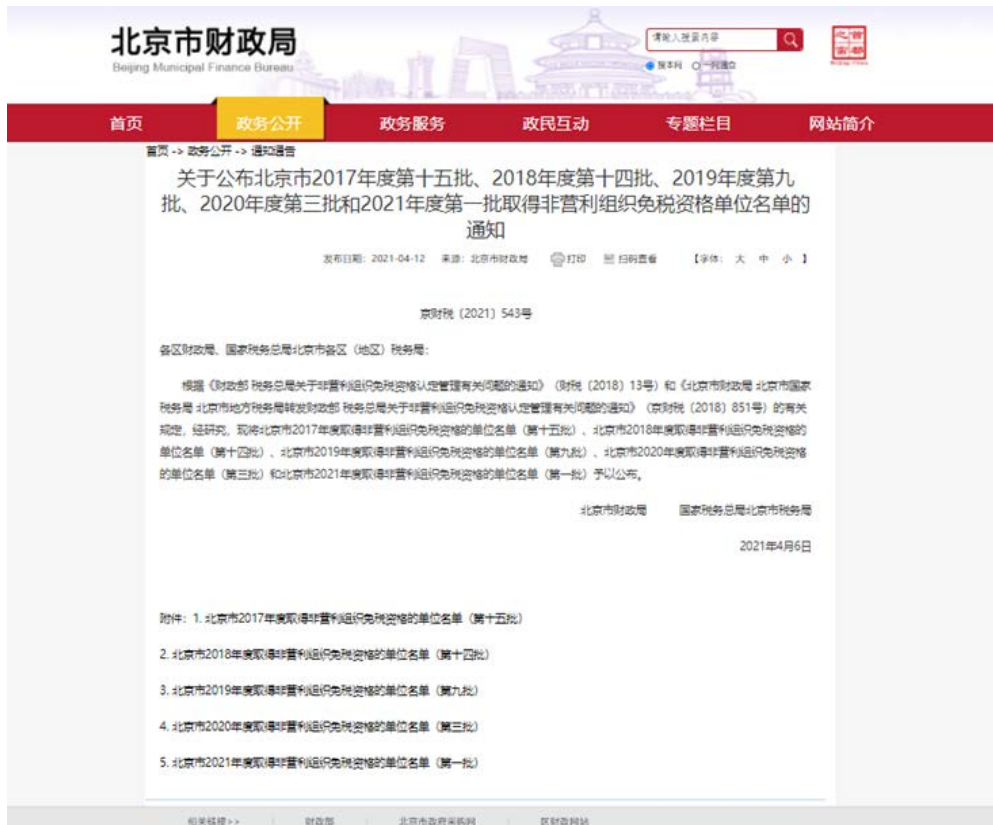 北京市财政局
Beijing Municipal Finance Bureau
请输入搜索内容
搜本网 一网通查
首都之窗
首页 政务公开 政务服务 政民互动 专题栏目 网站简介
首页 -> 政务公开 -> 通知通告
关于公布北京市2017年度第十五批、2018年度第十四批、2019年度第九
批、2020年度第三批和2021年度第一批取得非营利组织免税资格单位名单的
通知
发布日期: 2021-04-12 来源: 北京市财政局 打印 扫码查看 【字体: 大 中 小 】
京财税〔2021〕543号
各区财政局、国家税务总局北京市各区（地区）税务局：
根据《财政部 税务总局关于非营利组织免税资格认定管理有关问题的通知》（财税〔2018〕13号）和《北京市财政局 北京市国家
税务局 北京市地方税务局转发财政部 税务总局关于非营利组织免税资格认定管理有关问题的通知》（京财税〔2018〕851号）的有关
规定，经研究，现将北京市2017年度取得非营利组织免税资格的单位名单（第十五批）、北京市2018年度取得非营利组织免税资格的
单位名单（第十四批）、北京市2019年度取得非营利组织免税资格的单位名单（第九批）、北京市2020年度取得非营利组织免税资格
的单位名单（第三批）和北京市2021年度取得非营利组织免税资格的单位名单（第一批）予以公布。
北京市财政局 国家税务总局北京市税务局
2021年4月6日
附件：1. 北京市2017年度取得非营利组织免税资格的单位名单（第十五批）
2. 北京市2018年度取得非营利组织免税资格的单位名单（第十四批）
3. 北京市2019年度取得非营利组织免税资格的单位名单（第九批）
4. 北京市2020年度取得非营利组织免税资格的单位名单（第三批）
5. 北京市2021年度取得非营利组织免税资格的单位名单（第一批）
相关链接>> 财政部 北京市政府采购网 区财政网站